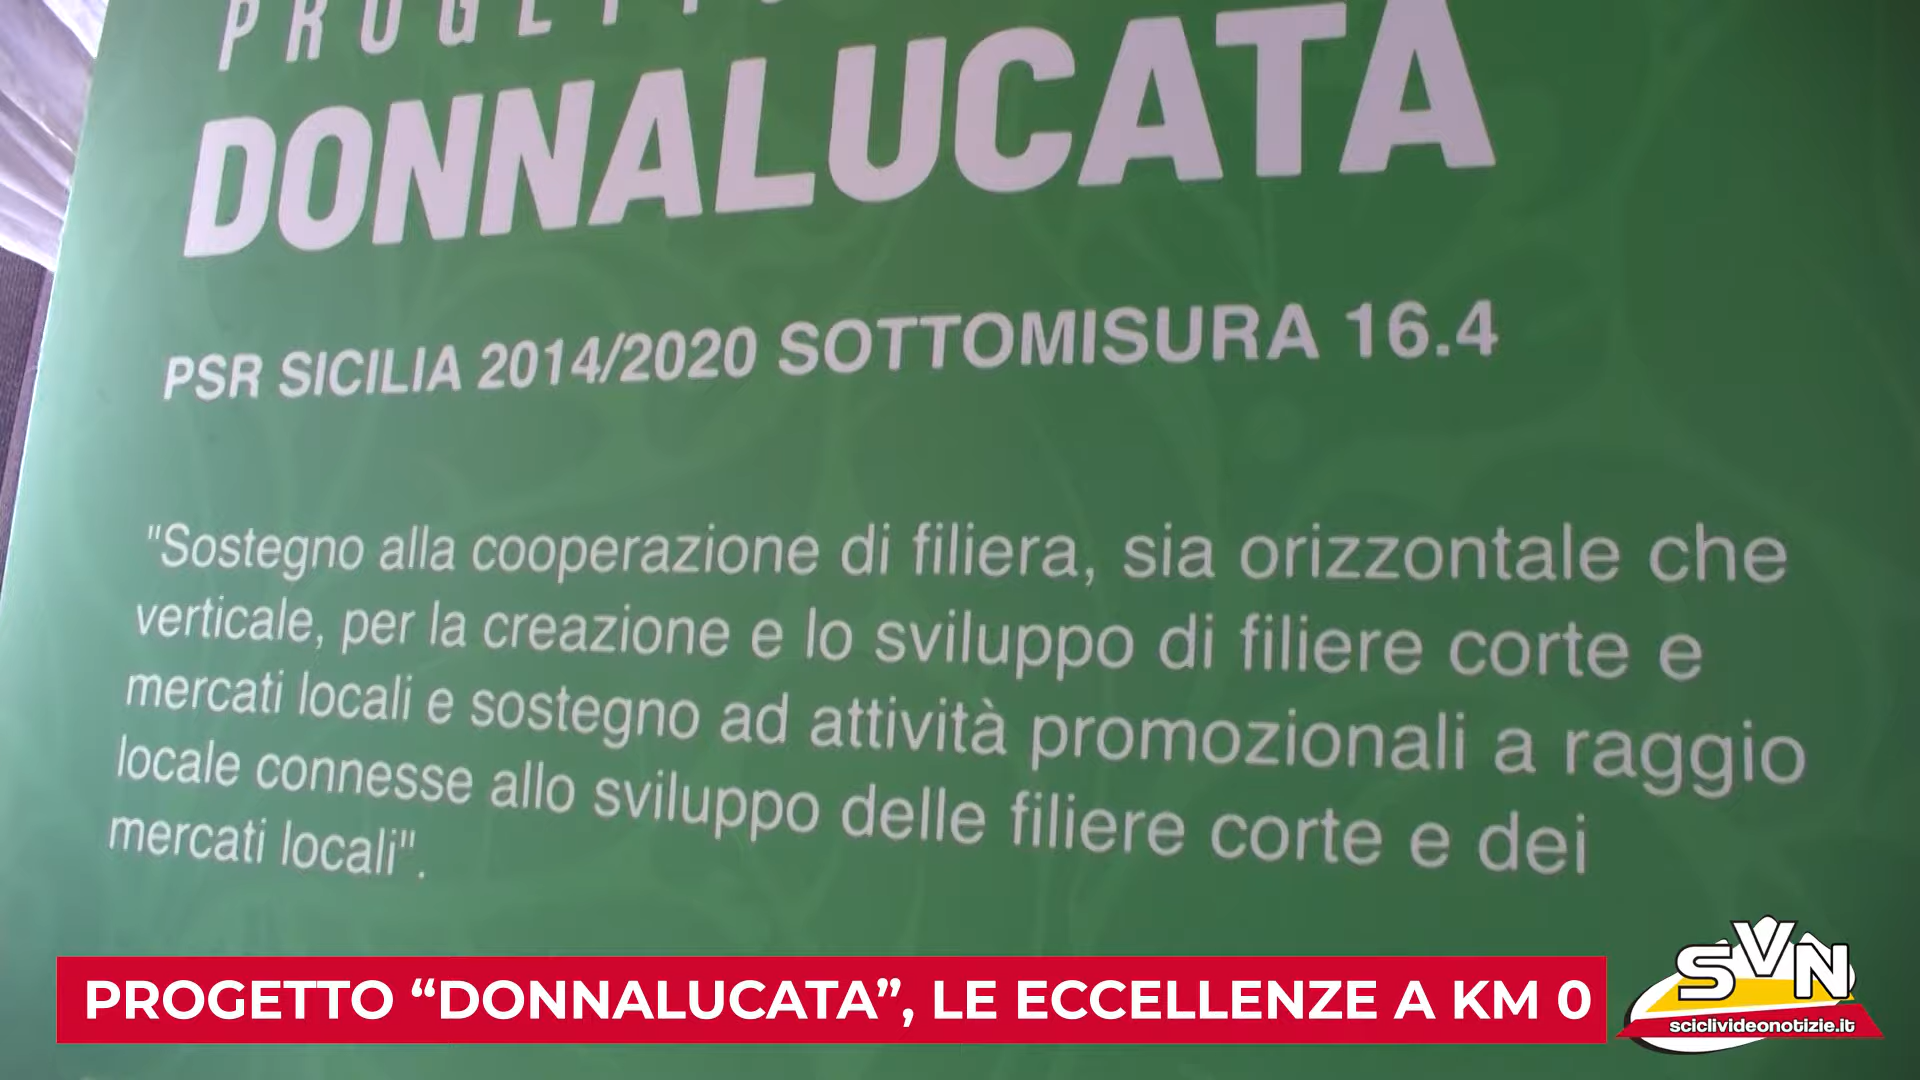 PROGETTO
DONNALUCATA
PSR SICILIA 2014/2020 SOTTOMISURA 16.4
"Sostegno alla cooperazione di filiera, sia orizzontale che
verticale, per la creazione e lo sviluppo di filiere corte e
mercati locali e sostegno ad attività promozionali a raggio
locale connesse allo sviluppo delle filiere corte e dei
mercati locali".
PROGETTO “DONNALUCATA”, LE ECCELLENZE A KM 0
SVN
sciclivideonotizie.it